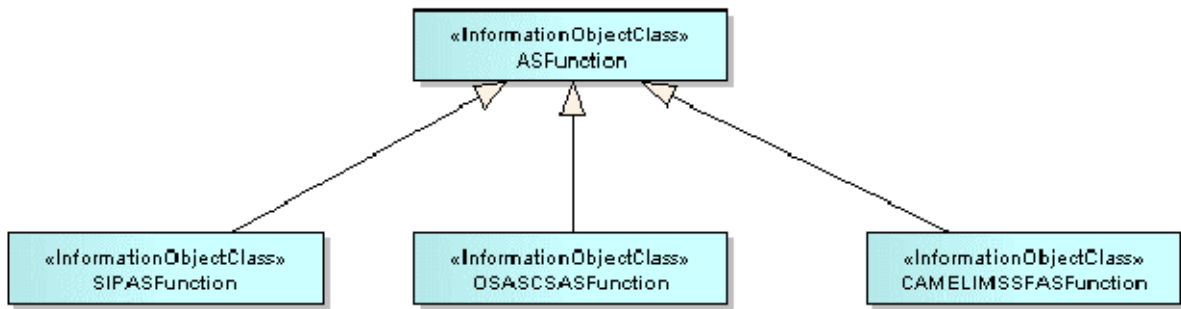 «InformationObjectClass»
ASFunction
«InformationObjectClass»
SIPASFunction
«InformationObjectClass»
OSASCSASFunction
«InformationObjectClass»
CAMELIMSSFASFunction